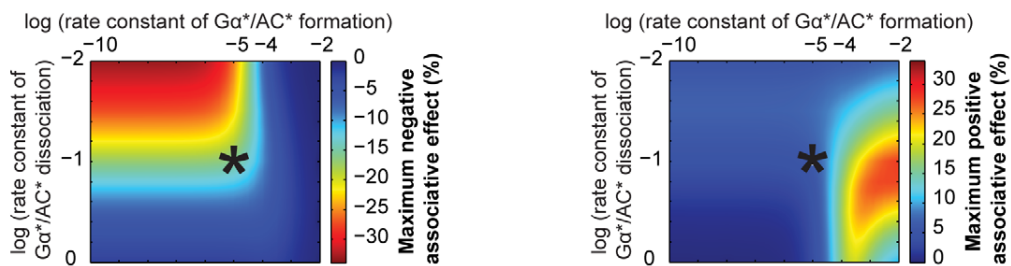 log (rate constant of Gα*/AC* formation)
−10 −5 −4 −2
log (rate constant of
Gα*/AC* dissociation)
−2
−1
0
*
0
−5
−10
−15
−20
−25
−30
Maximum negative
associative effect (%)
log (rate constant of Gα*/AC* formation)
−10 −5 −4 −2
log (rate constant of
Gα*/AC* dissociation)
−2
−1
0
*
30
25
20
15
10
5
0
Maximum positive
associative effect (%)